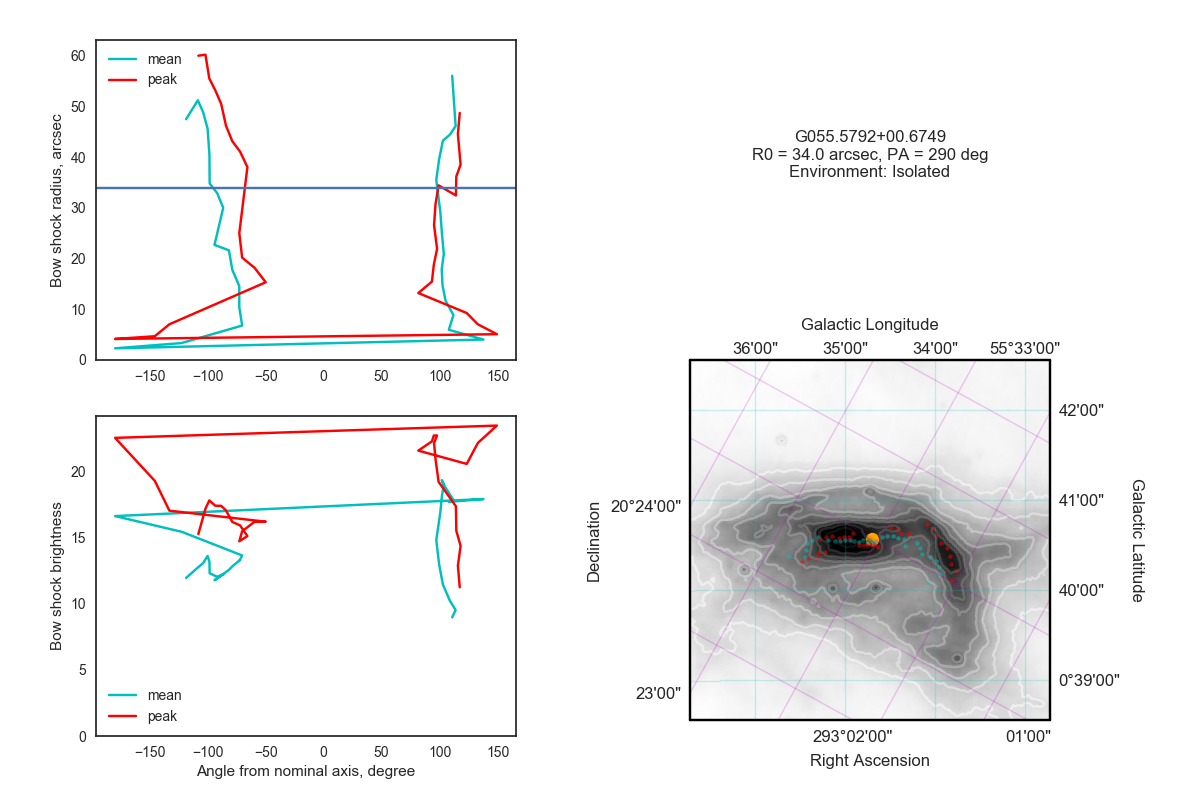 60
50
40
30
20
10
0
Bow shock radius, arcsec
mean
peak
−150
−100
−50
0
50
100
150
20
15
10
5
0
Bow shock brightness
mean
peak
−150
−100
−50
0
50
100
150
Angle from nominal axis, degree
G055.5792+00.6749
R0 = 34.0 arcsec, PA = 290 deg
Environment: Isolated
Galactic Longitude
36'00"
35'00"
34'00"
55°33'00"
42'00"
41'00"
40'00"
0°39'00"
Galactic Latitude
20°24'00"
23'00"
Declination
293°02'00"
01'00"
Right Ascension